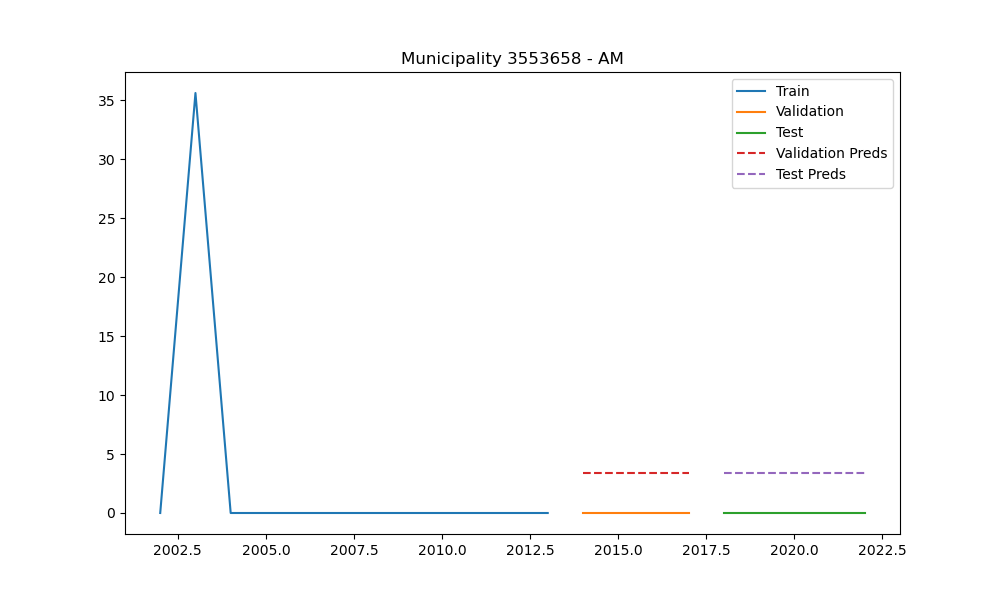 Municipality 3553658 - AM
35
30
25
20
15
10
5
0
2002.5 2005.0 2007.5 2010.0 2012.5 2015.0 2017.5 2020.0 2022.5
Train
Validation
Test
Validation Preds
Test Preds